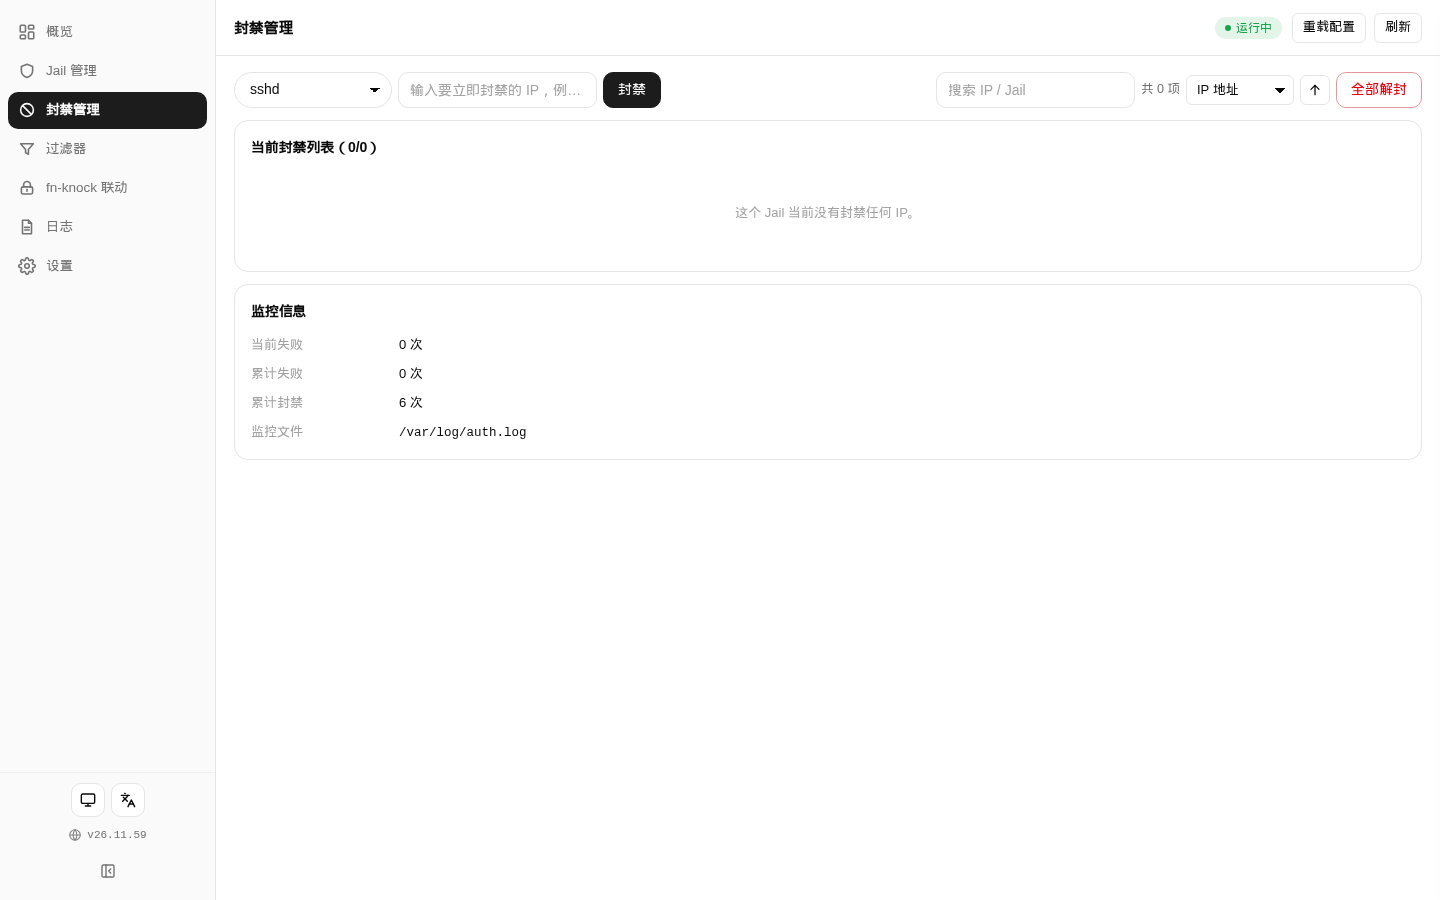 概览
Jail 管理
封禁管理
过滤器
fn-knock 联动
日志
设置
v26.11.59
封禁管理
运行中
重载配置
刷新
sshd
输入要立即封禁的 IP，例…
封禁
搜索 IP / Jail
共 0 项
IP 地址
全部解封
当前封禁列表（0/0）
这个 Jail 当前没有封禁任何 IP。
监控信息
当前失败 0 次
累计失败 0 次
累计封禁 6 次
监控文件 /var/log/auth.log